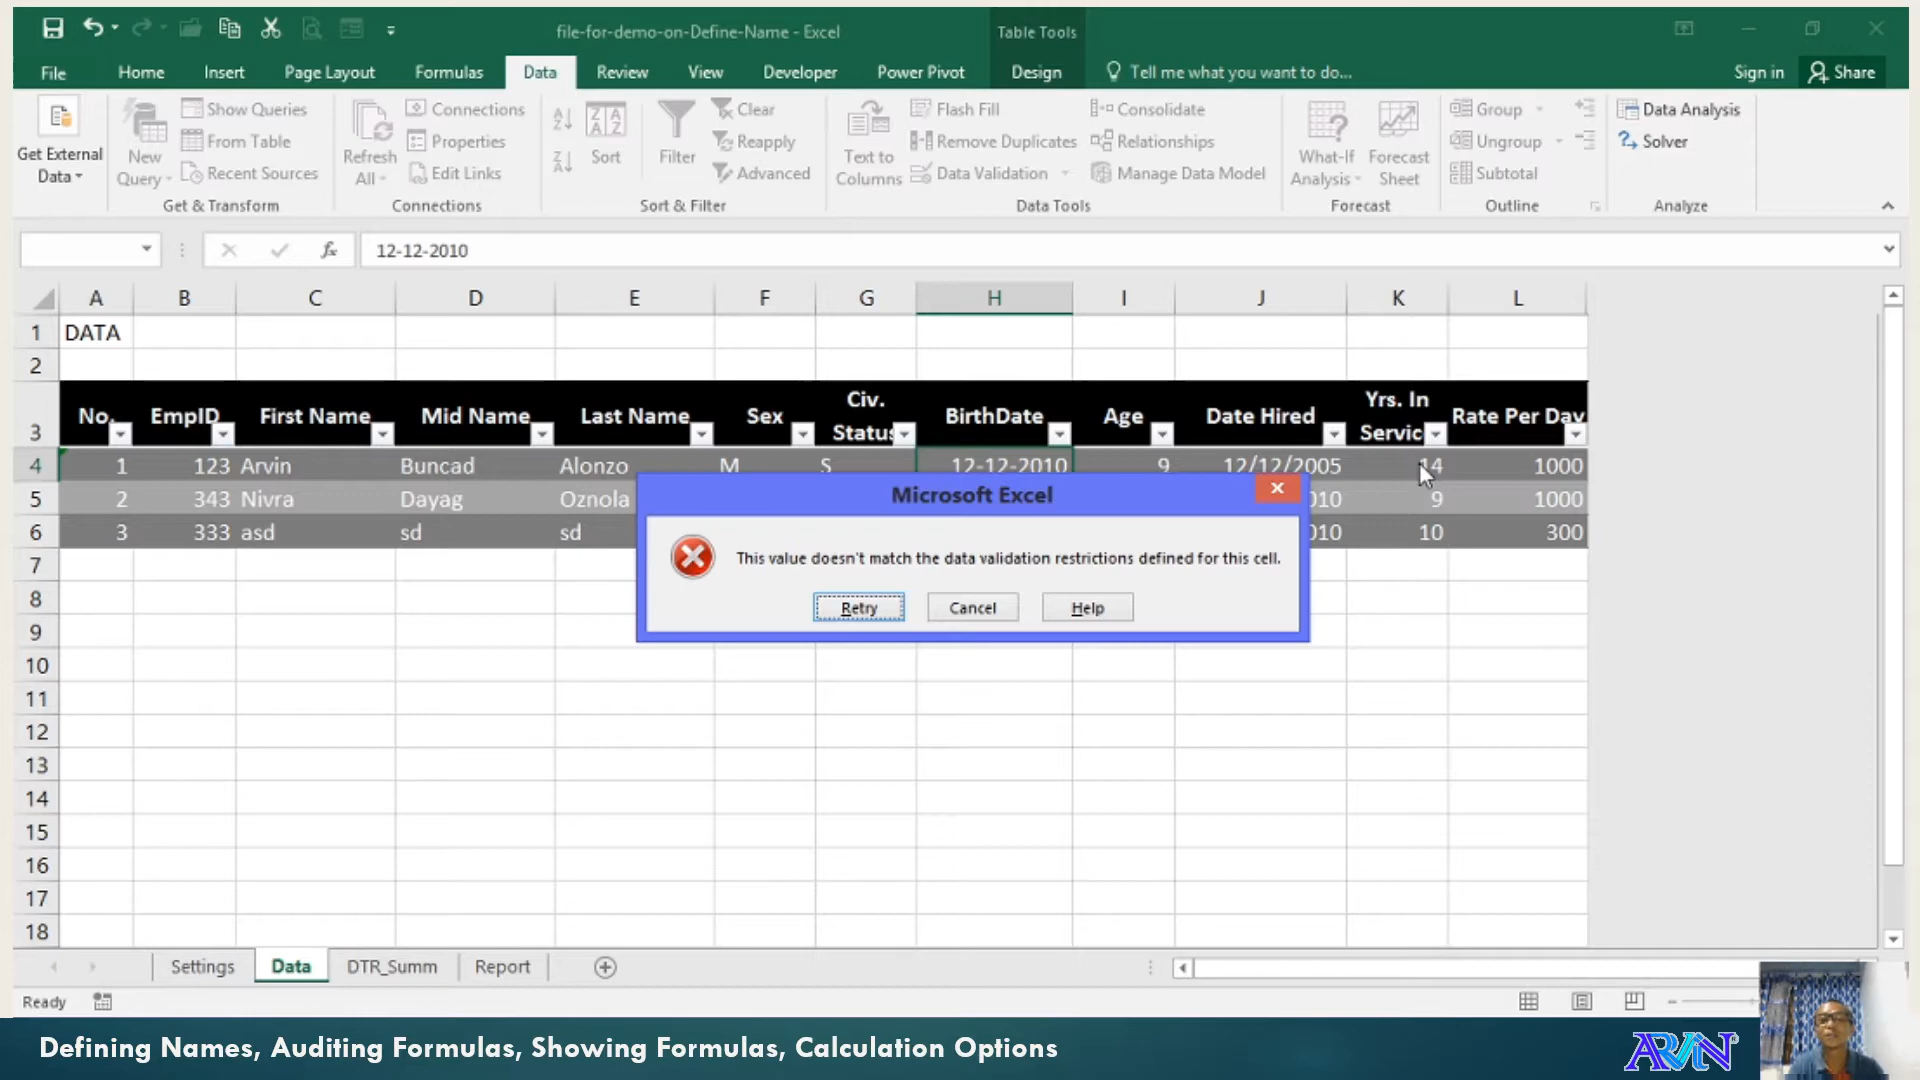 file-for-demo-on-Define-Name - Excel
Table Tools
File
Home
Insert
Page Layout
Formulas
Data
Review
View
Developer
Power Pivot
Design
Tell me what you want to do...
Sign in
Share
Get External
Data
New
Query
Show Queries
From Table
Recent Sources
Get & Transform
Refresh
All
Connections
Properties
Edit Links
Connections
A
Z
Z
A
Z A
A Z
Sort
Filter
Clear
Reapply
Advanced
Sort & Filter
Text to
Columns
Flash Fill
Remove Duplicates
Data Validation
Consolidate
Relationships
Manage Data Model
Data Tools
What-If
Analysis
Forecast
Sheet
Forecast
Group
Ungroup
Subtotal
Outline
Data Analysis
Solver
Analyze
fx
12-12-2010
A B C D E F G H I J K L
1 DATA
2
3 No. EmpID First Name Mid Name Last Name Sex Civ. Status BirthDate Age Date Hired Yrs. In Servic Rate Per Day
4 1 123 Arvin Buncad Alonzo M S 12-12-2010 9 12/12/2005 14 1000
5 2 343 Nivra Dayag Oznola 010 9 1000
6 3 333 asd sd sd 010 10 300
Microsoft Excel
This value doesn't match the data validation restrictions defined for this cell.
Retry
Cancel
Help
7
8
9
10
11
12
13
14
15
16
17
18
Settings
Data
DTR_Summ
Report
Ready
Defining Names, Auditing Formulas, Showing Formulas, Calculation Options
ARVIN